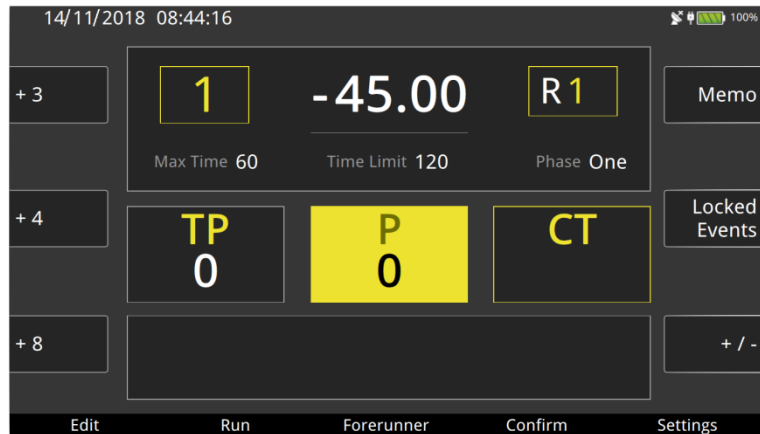 14/11/2018 08:44:16 100%
+ 3
1
-45.00
R 1
Memo
Max Time 60
Time Limit 120
Phase One
+ 4
TP
0
P
0
CT
Locked
Events
+ 8
+ / -
Edit Run Forerunner Confirm Settings